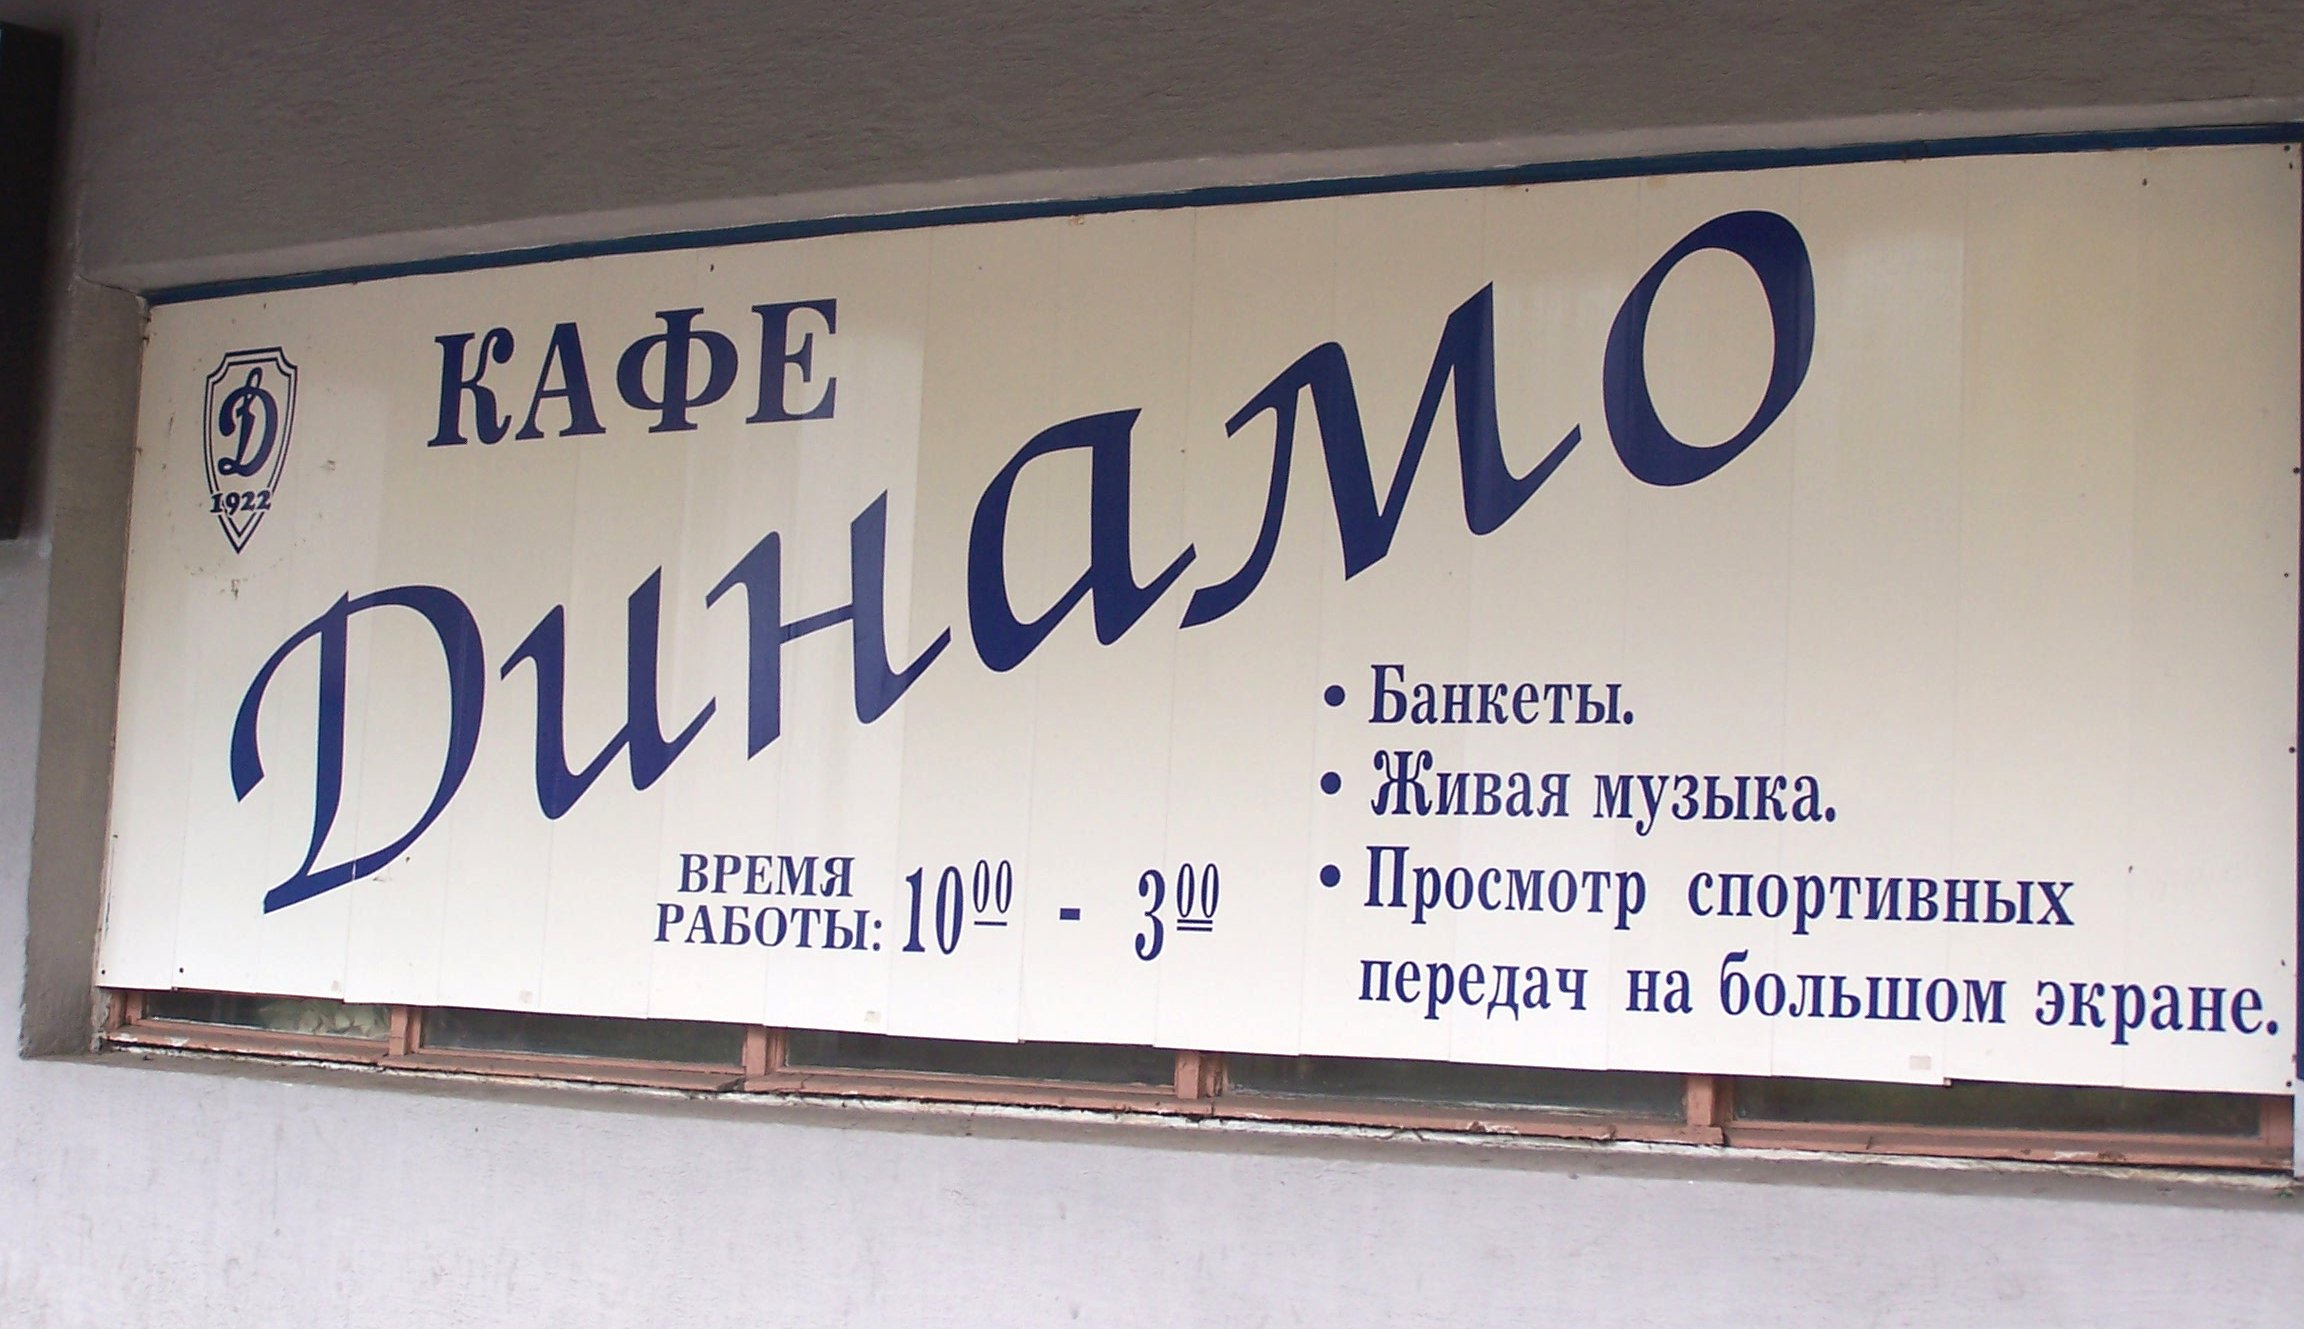 Д
1922
КАФЕ
Динамо
ВРЕМЯ
РАБОТЫ: 10⁰⁰ - 3⁰⁰
• Банкеты.
• Живая музыка.
• Просмотр спортивных
передач на большом экране.